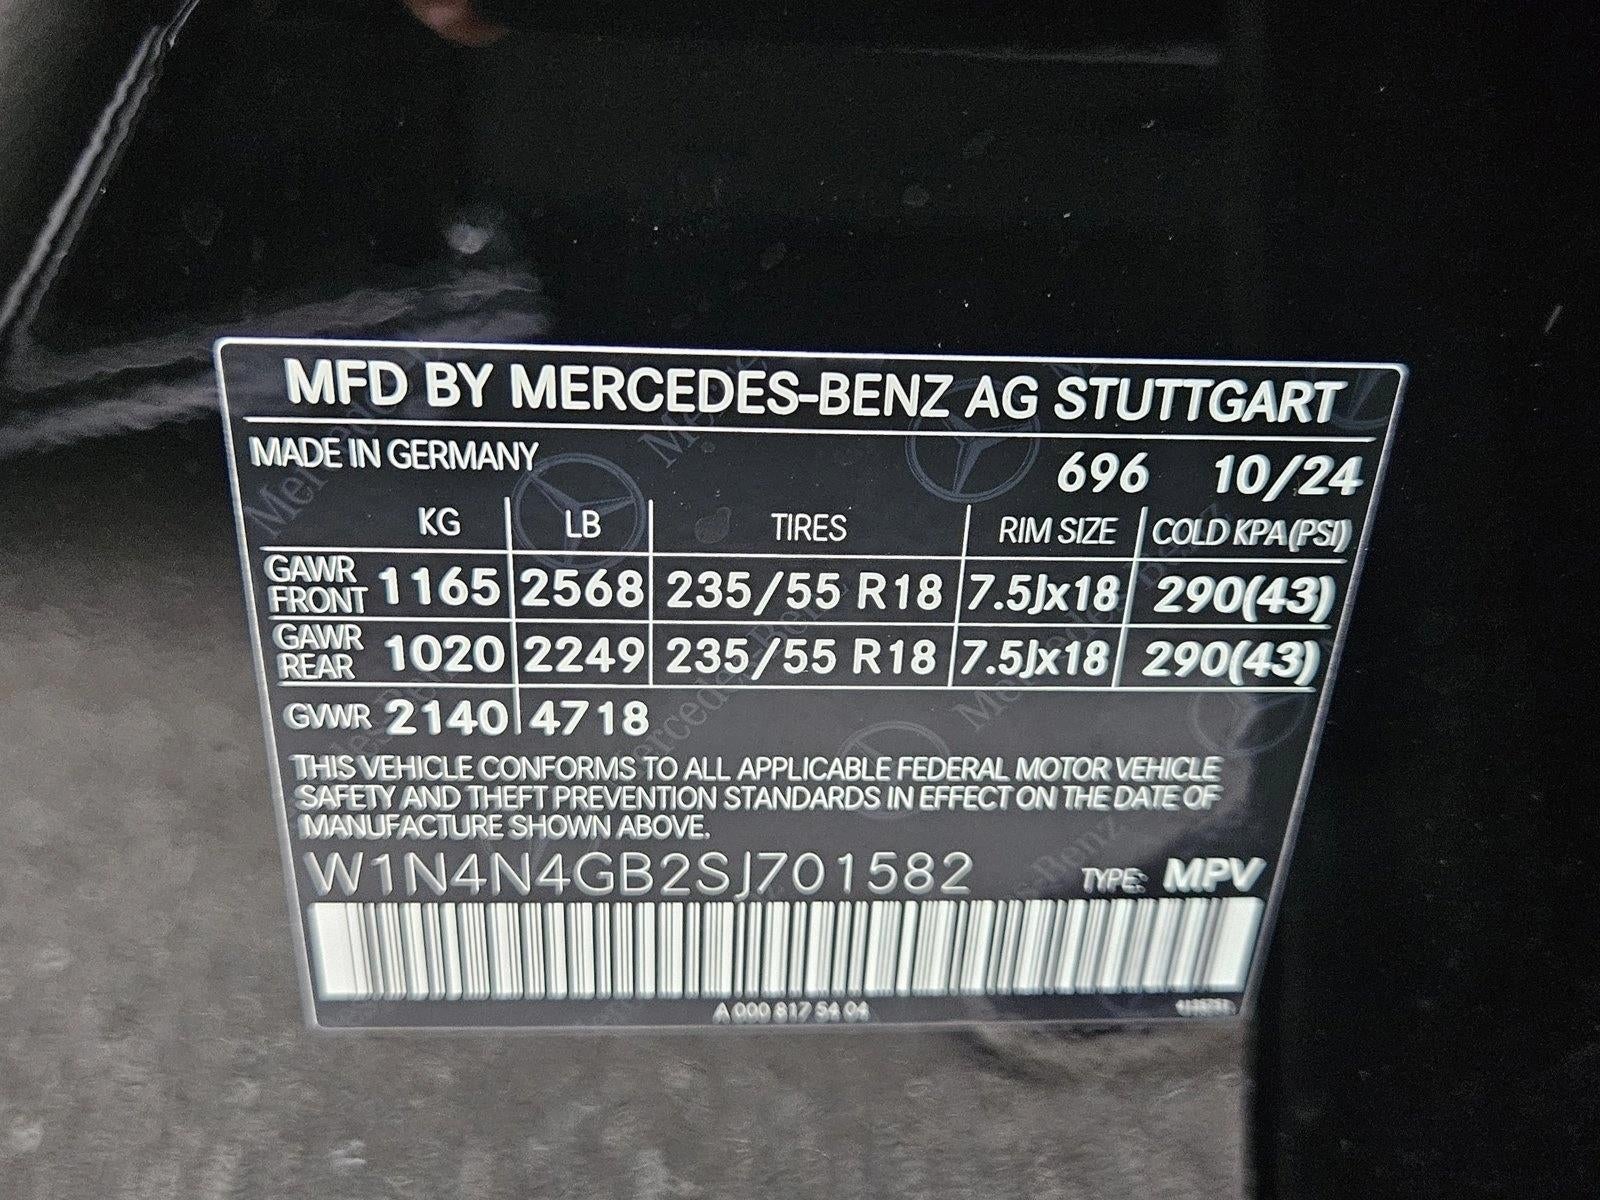 MFD BY MERCEDES-BENZ AG STUTTGART
MADE IN GERMANY 696 10/24
KG LB TIRES RIM SIZE COLD KPA(PSI)
GAWR FRONT 1165 2568 235/55 R18 7.5Jx18 290(43)
GAWR REAR 1020 2249 235/55 R18 7.5Jx18 290(43)
GVWR 2140 4718
THIS VEHICLE CONFORMS TO ALL APPLICABLE FEDERAL MOTOR VEHICLE
SAFETY AND THEFT PREVENTION STANDARDS IN EFFECT ON THE DATE OF
MANUFACTURE SHOWN ABOVE.
W1N4N4GB2SJ701582 TYPE: MPV
A 000 817 54 04